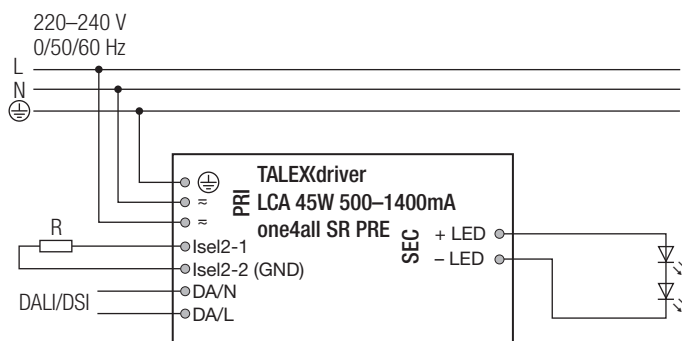 220–240 V
0/50/60 Hz
L
N
TALEXXdriver
LCA 45W 500–1400mA
one4all SR PRE
PRI
≂
≂
SEC
+ LED
– LED
R
Isel2-1
Isel2-2 (GND)
DALI/DSI
DA/N
DA/L